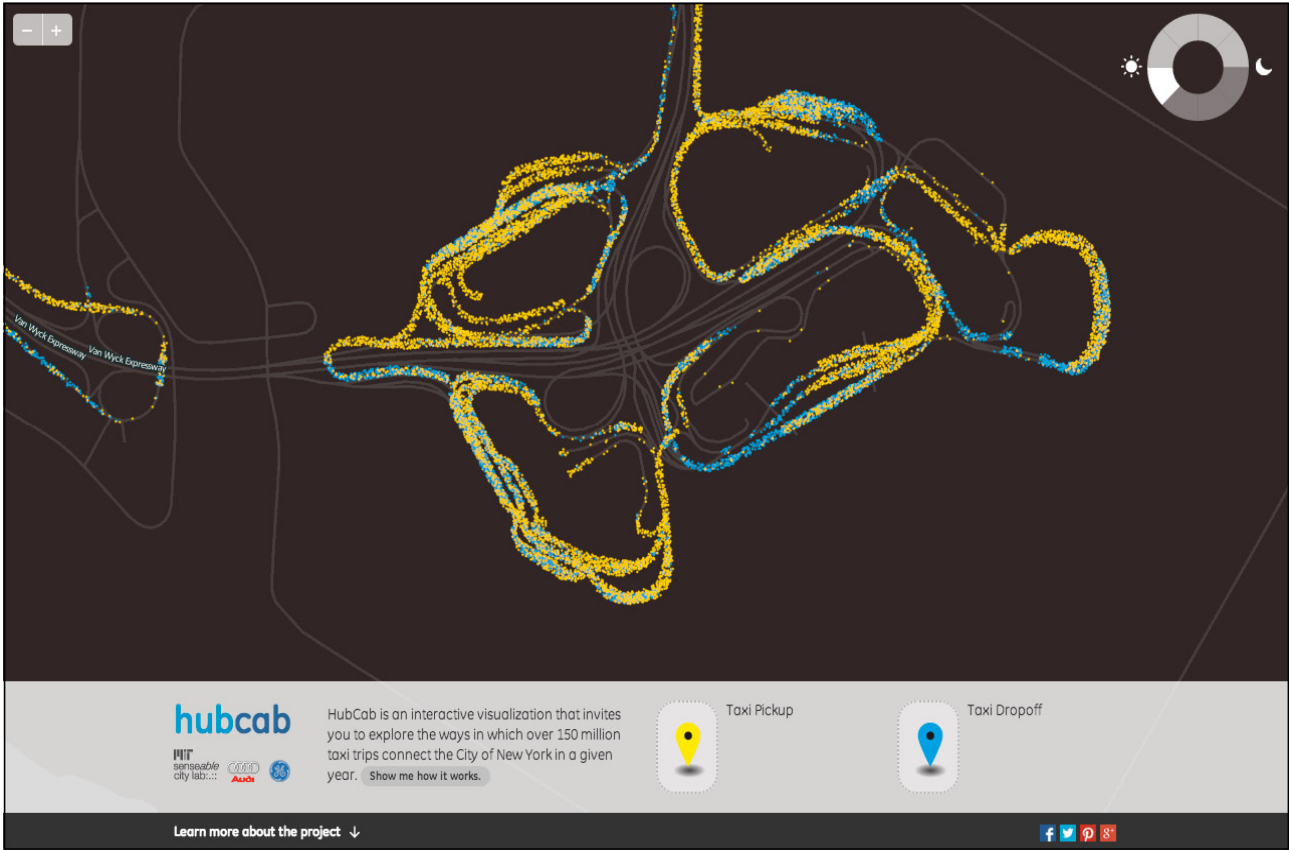 − +
Van Wyck Expressway
Van Wyck Expressway
hubcab
MIT
senseable
city lab:.::
Audi
GE
HubCab is an interactive visualization that invites
you to explore the ways in which over 150 million
taxi trips connect the City of New York in a given
year. Show me how it works.
Taxi Pickup
Taxi Dropoff
Learn more about the project ↓
f
g+